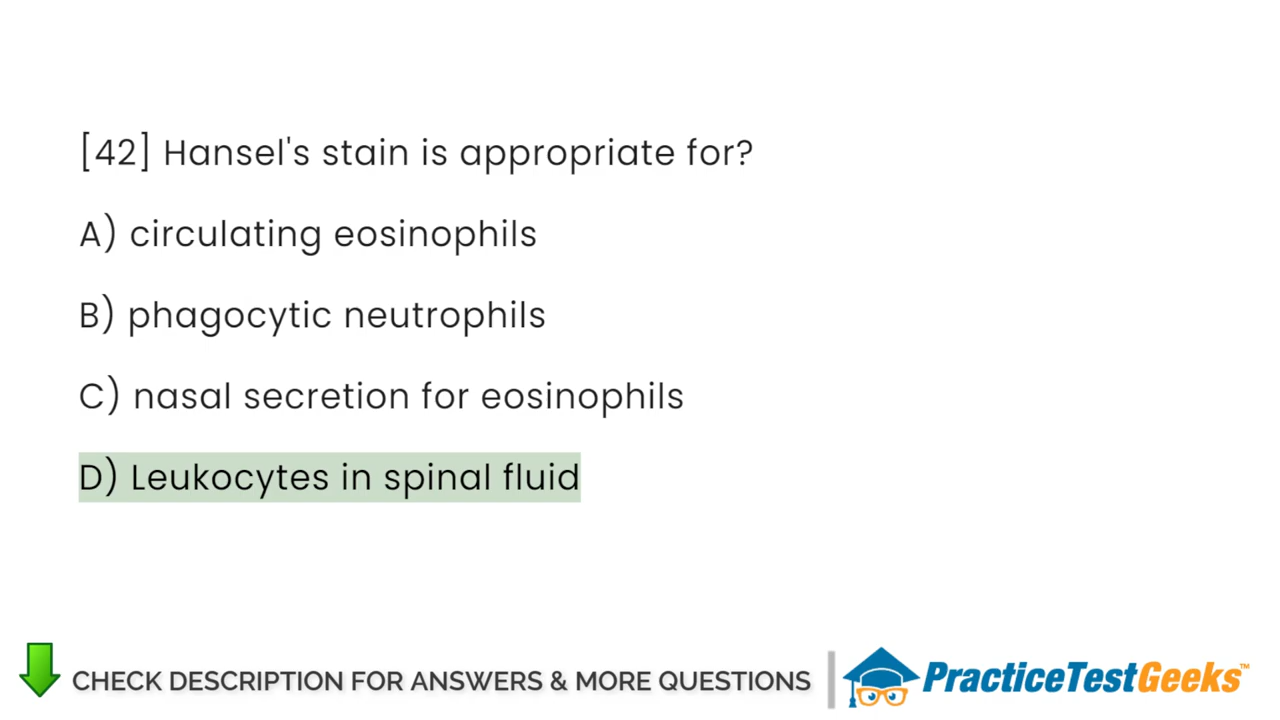 [42] Hansel's stain is appropriate for?
A) circulating eosinophils
B) phagocytic neutrophils
C) nasal secretion for eosinophils
D) Leukocytes in spinal fluid
CHECK DESCRIPTION FOR ANSWERS & MORE QUESTIONS
PracticeTestGeeks™